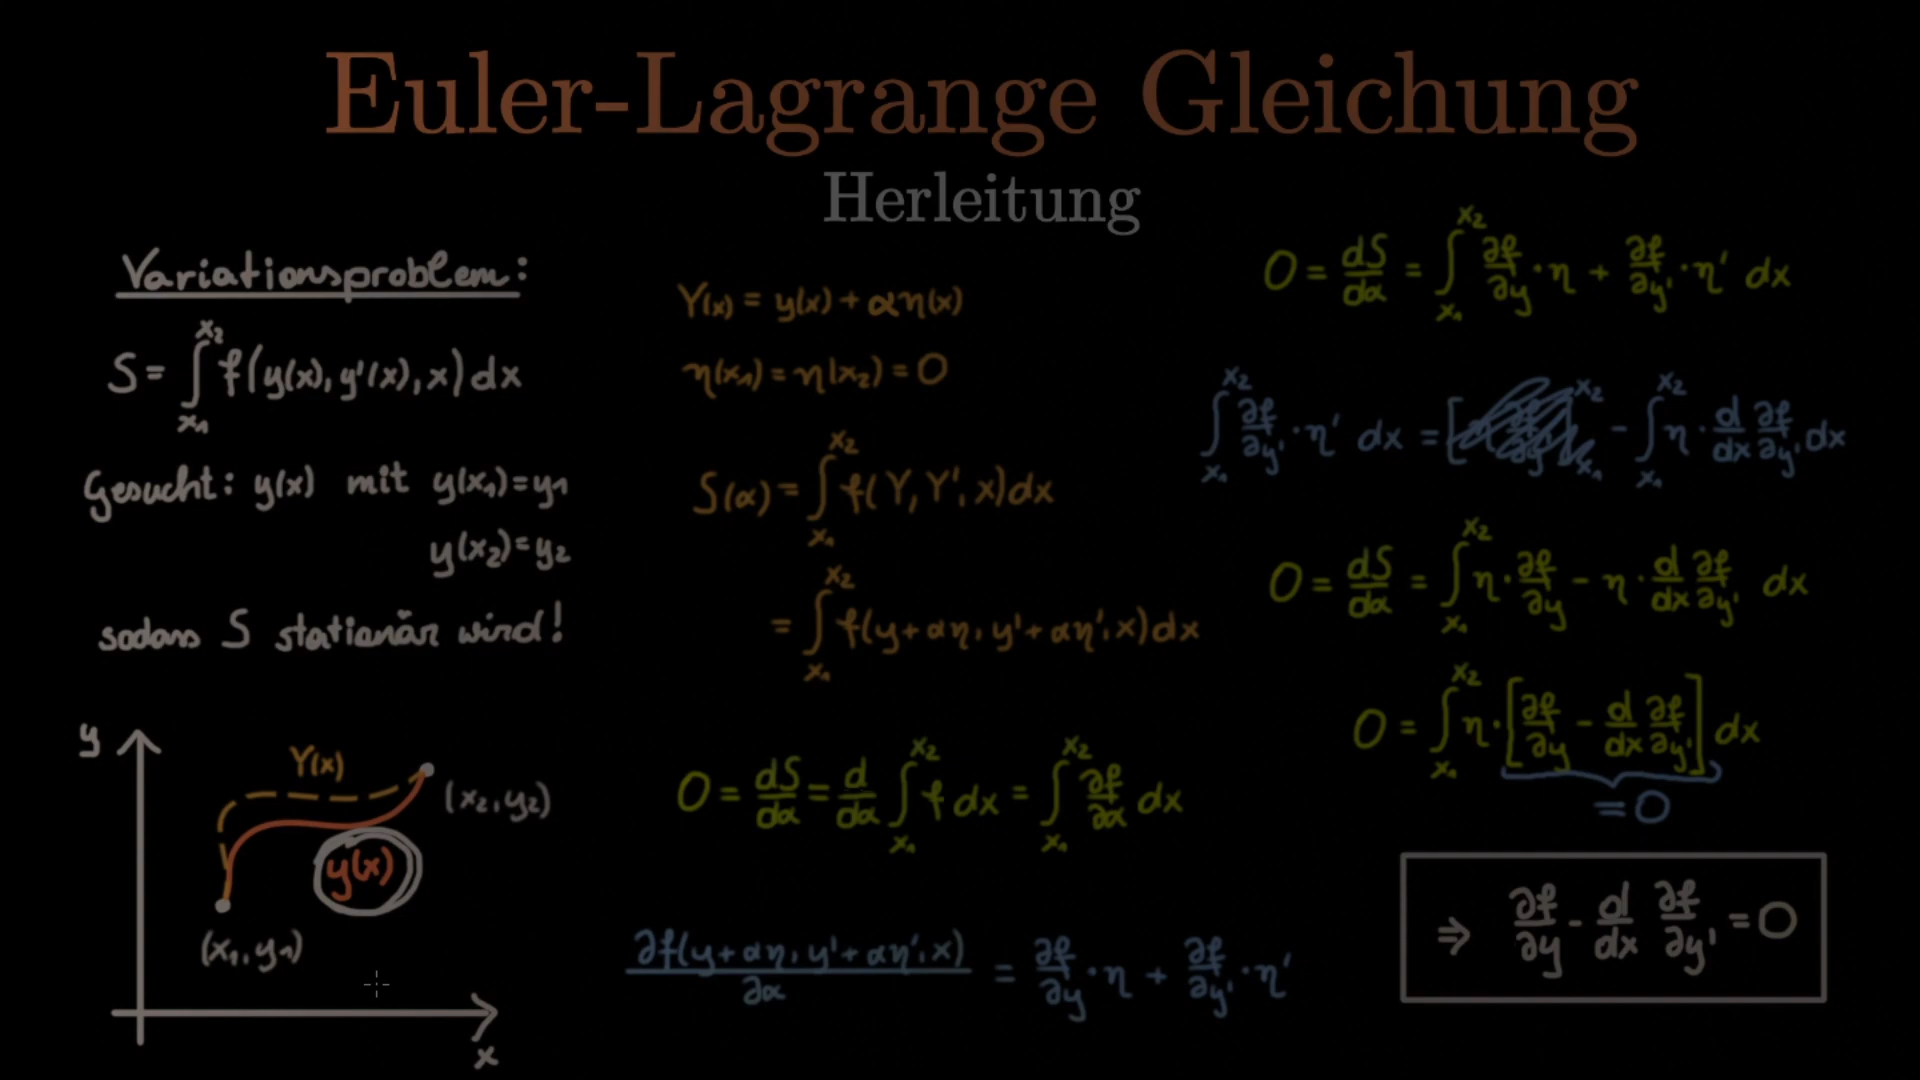 Euler-Lagrange Gleichung
Herleitung
Variationsproblem:
S = ∫_{x₁}^{x₂} f(y(x), y'(x), x) dx
Gesucht: y(x) mit y(x₁)=y₁
y(x₂)=y₂
sodass S stationär wird!
y
Y(x)
(x₂, y₂)
y(x)
(x₁, y₁)
x
Y(x) = y(x) + αη(x)
η(x₁) = η(x₂) = 0
S(α) = ∫_{x₁}^{x₂} f(Y, Y', x) dx
= ∫_{x₁}^{x₂} f(y + αη, y' + αη', x) dx
0 = dS/dα = d/dα ∫_{x₁}^{x₂} f dx = ∫_{x₁}^{x₂} ∂f/∂α dx
∂f(y + αη, y' + αη', x)/∂α = ∂f/∂y · η + ∂f/∂y' · η'
0 = dS/dα = ∫_{x₁}^{x₂} ∂f/∂y · η + ∂f/∂y' · η' dx
∫_{x₁}^{x₂} ∂f/∂y' · η' dx = [ ]_{x₁}^{x₂} - ∫_{x₁}^{x₂} η · d/dx ∂f/∂y' dx
0 = dS/dα = ∫_{x₁}^{x₂} η · ∂f/∂y - η · d/dx ∂f/∂y' dx
0 = ∫_{x₁}^{x₂} η · [∂f/∂y - d/dx ∂f/∂y'] dx
= 0
⇒ ∂f/∂y - d/dx ∂f/∂y' = 0